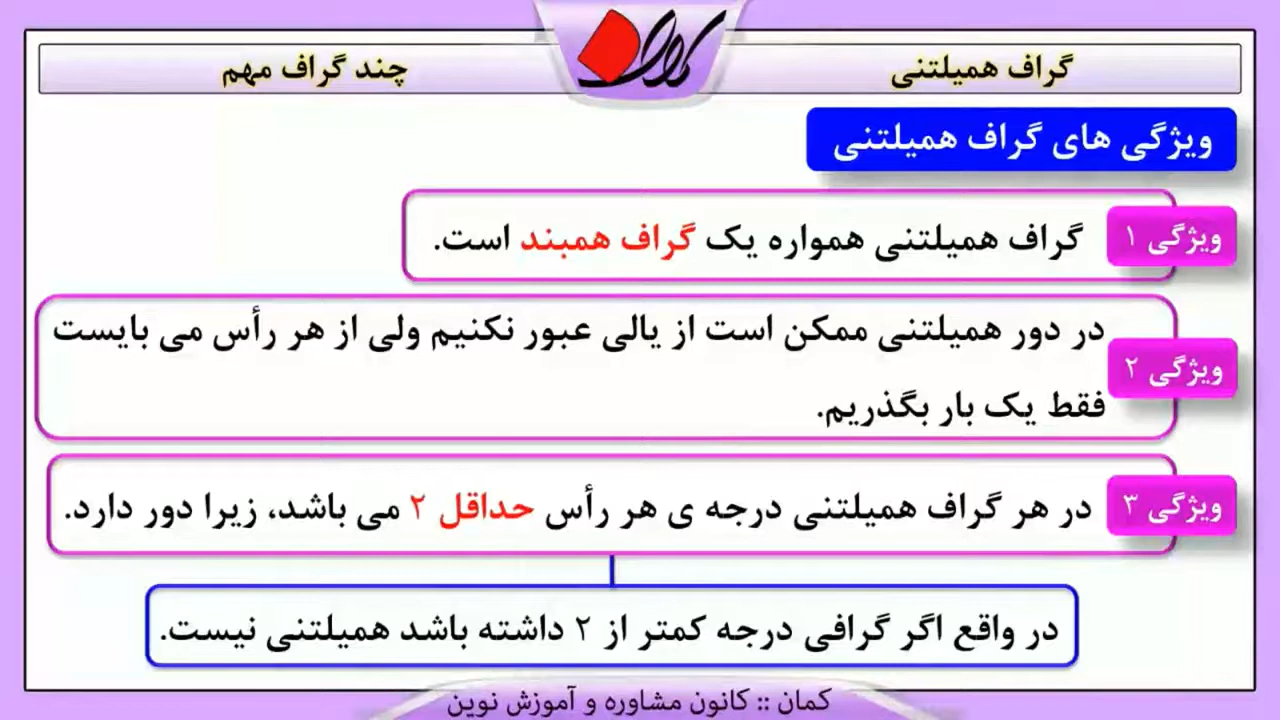 گراف همیلتنی
چند گراف مهم
ویژگی های گراف همیلتنی
ویژگی ۱
گراف همیلتنی همواره یک گراف همبند است.
ویژگی ۲
در دور همیلتنی ممکن است از یالی عبور نکنیم ولی از هر رأس می بایست
فقط یک بار بگذریم.
ویژگی ۳
در هر گراف همیلتنی درجه ی هر رأس حداقل ۲ می باشد، زیرا دور دارد.
در واقع اگر گرافی درجه کمتر از ۲ داشته باشد همیلتنی نیست.
کمان :: کانون مشاوره و آموزش نوین